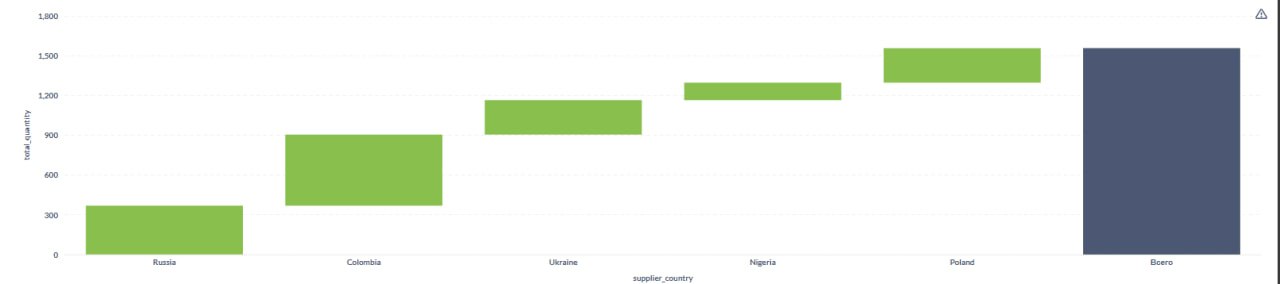 1,800
1,500
1,200
900
600
300
0
total_quantity
Russia
Colombia
Ukraine
Nigeria
Poland
Всего
supplier_country